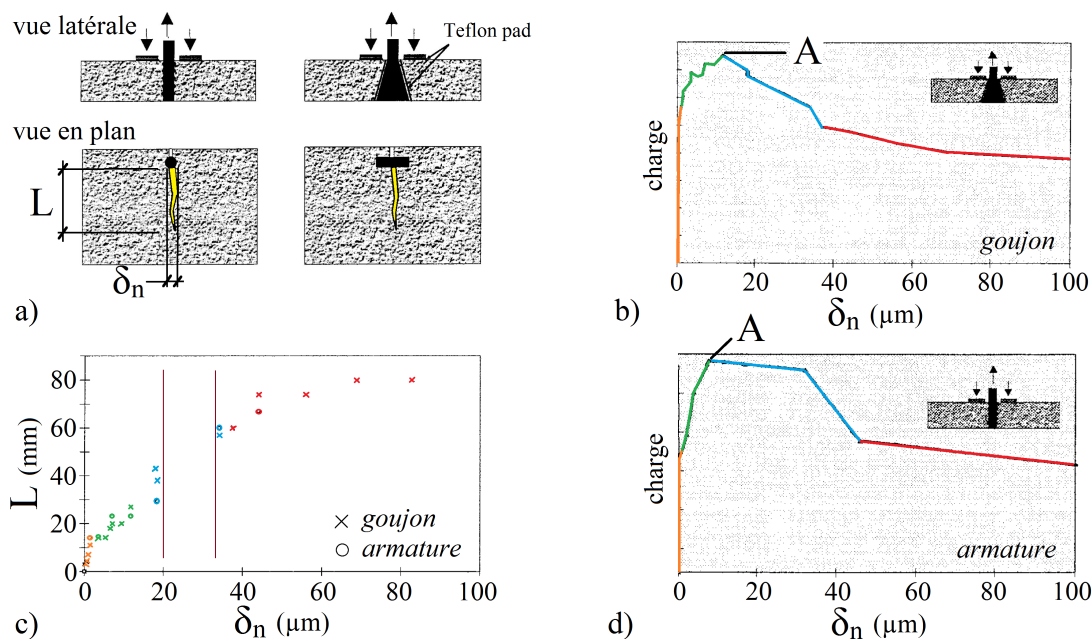 vue latérale
Teflon pad
vue en plan
L
δn
a)
A
charge
goujon
0 20 40 60 80 100
δn (µm)
b)
L (mm)
80
60
40
20
0
× goujon
○ armature
0 20 40 60 80 100
δn (µm)
c)
A
charge
armature
0 20 40 60 80 100
δn (µm)
d)